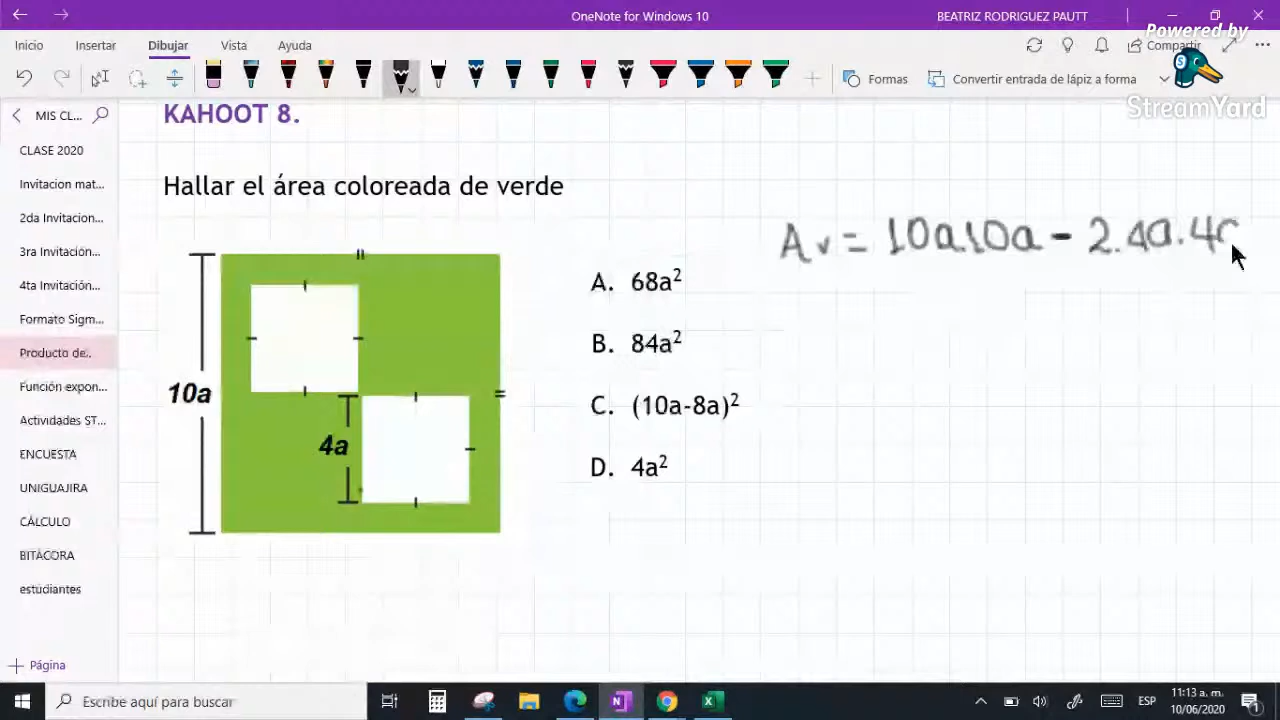 OneNote for Windows 10
BEATRIZ RODRIGUEZ PAUTT
Powered by
StreamYard
Inicio
Insertar
Dibujar
Vista
Ayuda
Compartir
Formas
Convertir entrada de lápiz a forma
MIS CL...
CLASE 2020
Invitacion mat...
2da Invitacion...
3ra Invitación...
4ta Invitación...
Formato Sigm...
Producto de...
Función expon...
Actividades ST...
ENCUESTA
UNIGUAJIRA
CÁLCULO
BITÁCORA
estudiantes
Página
KAHOOT 8.
Hallar el área coloreada de verde
10a
4a
A. 68a²
B. 84a²
C. (10a-8a)²
D. 4a²
Av = 10a.10a - 2.4a.4
Escribe aquí para buscar
ESP
11:13 a. m.
10/06/2020
1